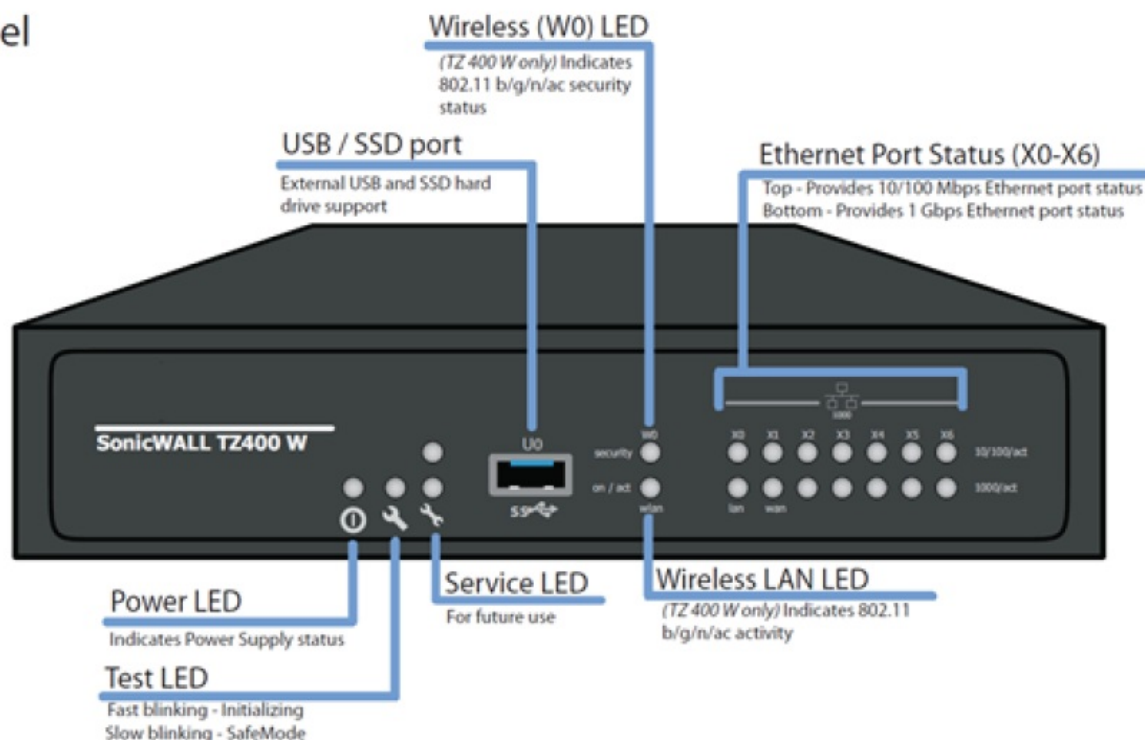 el
Wireless (W0) LED
(TZ 400 W only) Indicates
802.11 b/g/n/ac security
status
USB / SSD port
External USB and SSD hard
drive support
Ethernet Port Status (X0-X6)
Top - Provides 10/100 Mbps Ethernet port status
Bottom - Provides 1 Gbps Ethernet port status
SonicWALL TZ400 W
U0
SS
W0
security
on / act
wlan
1000
X0 X1 X2 X3 X4 X5 X6
10/100/act
1000/act
lan wan
Power LED
Indicates Power Supply status
Test LED
Fast blinking - Initializing
Slow blinking - SafeMode
Service LED
For future use
Wireless LAN LED
(TZ 400 W only) Indicates 802.11
b/g/n/ac activity